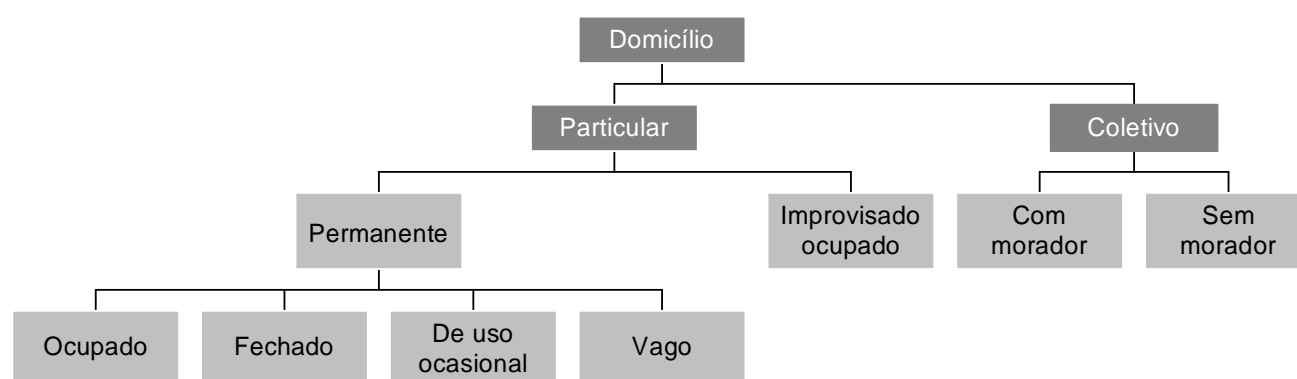 Domicílio
Particular
Coletivo
Permanente
Improvisado
ocupado
Com
morador
Sem
morador
Ocupado
Fechado
De uso
ocasional
Vago